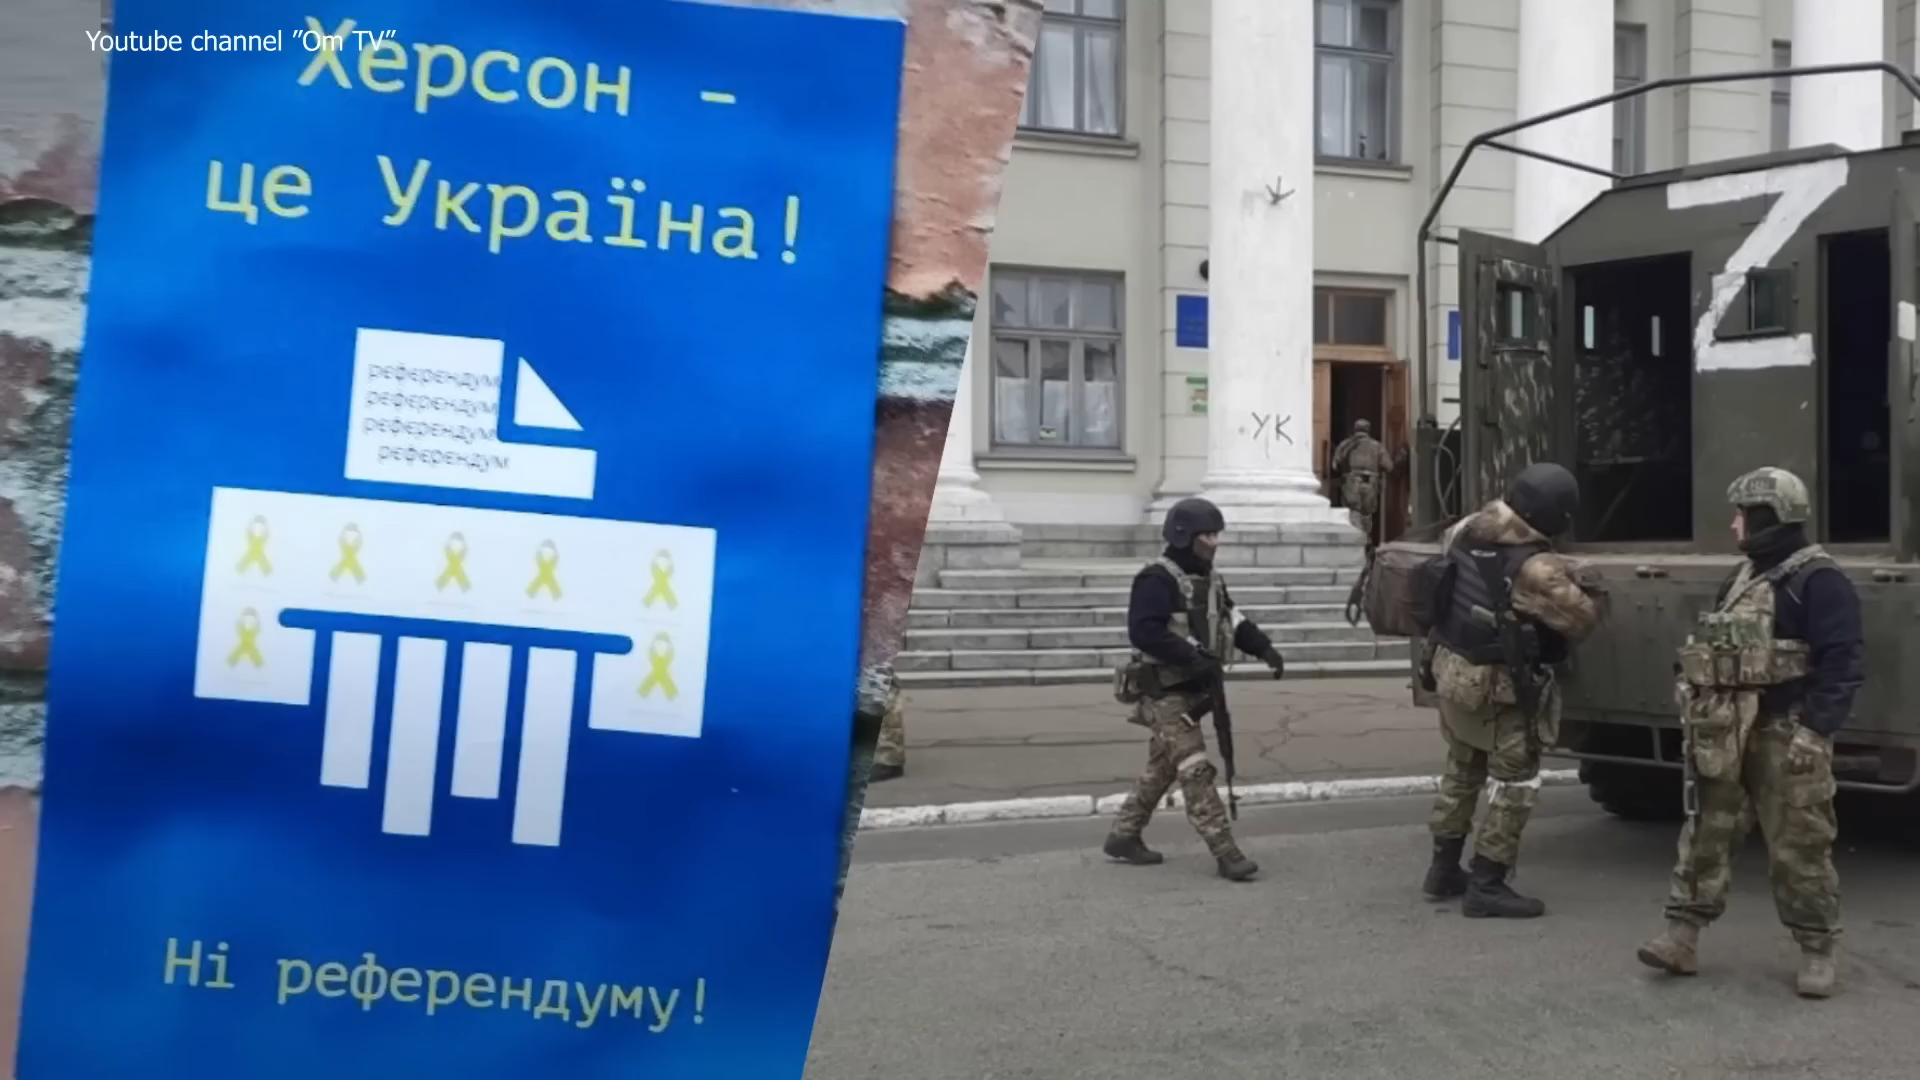 Youtube channel ”Om TV”
Херсон -
це Україна!
референдум
референдум
референдум
референдум
Ні референдуму!
УК
Z